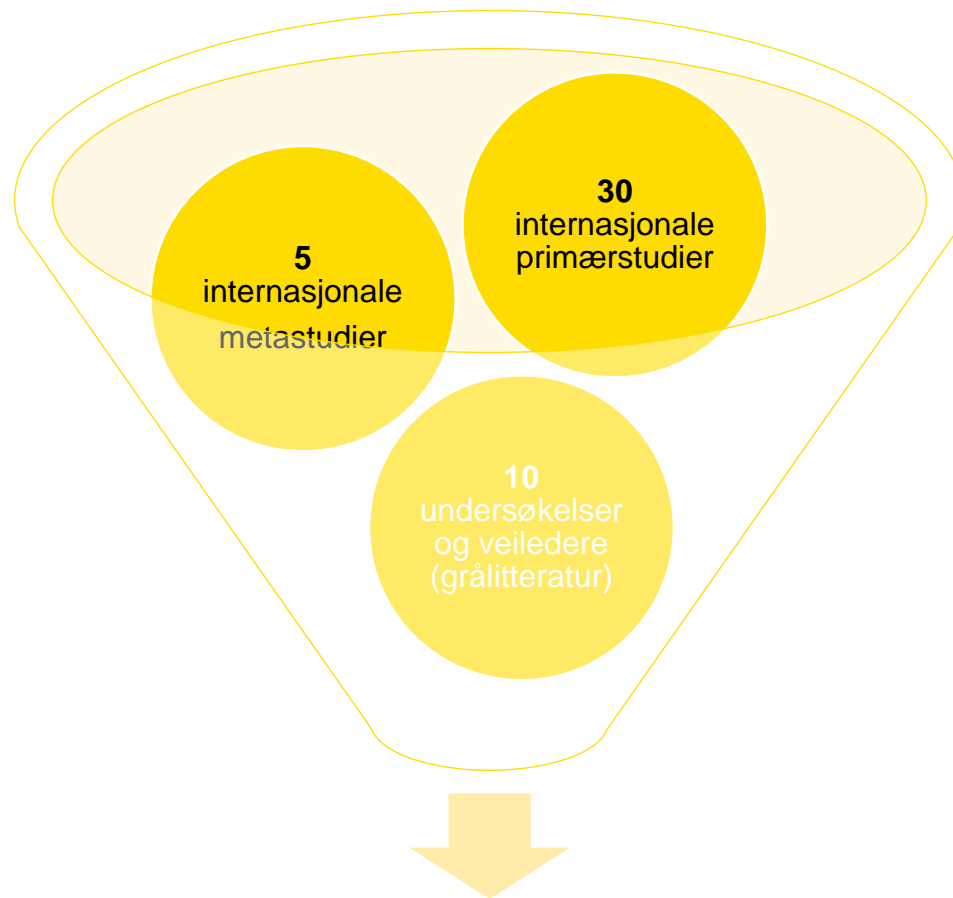 5
internasjonale
metastudier
30
internasjonale
primærstudier
10
undersøkelser
og veiledere
(grålitteratur)